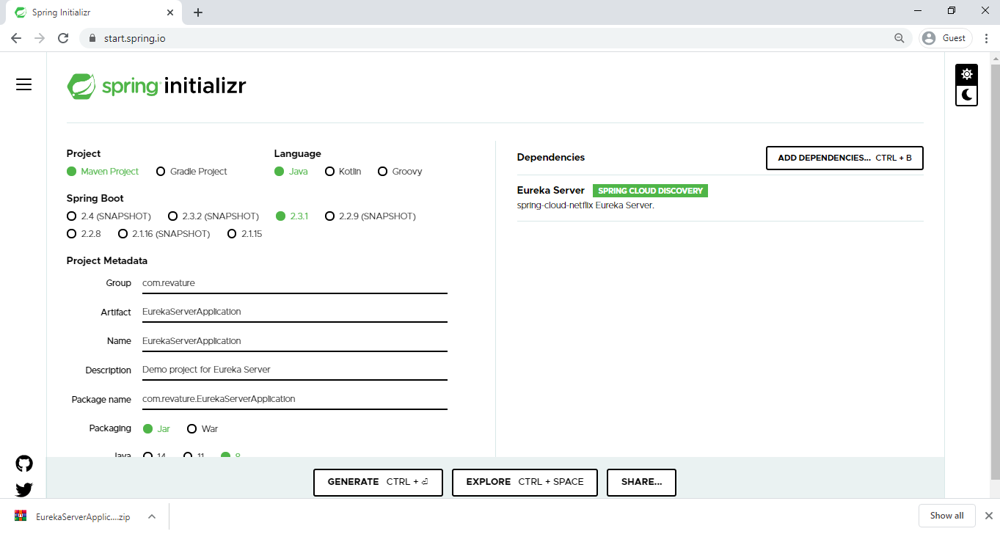 Spring Initializr
start.spring.io
Guest
spring initializr
Project
Maven Project Gradle Project
Language
Java Kotlin Groovy
Spring Boot
2.4 (SNAPSHOT) 2.3.2 (SNAPSHOT) 2.3.1 2.2.9 (SNAPSHOT)
2.2.8 2.1.16 (SNAPSHOT) 2.1.15
Project Metadata
Group com.revature
Artifact EurekaServerApplication
Name EurekaServerApplication
Description Demo project for Eureka Server
Package name com.revature.EurekaServerApplication
Packaging Jar War
Java 14 11 8
Dependencies ADD DEPENDENCIES... CTRL + B
Eureka Server SPRING CLOUD DISCOVERY
spring-cloud-netflix Eureka Server.
GENERATE CTRL + ⏎ EXPLORE CTRL + SPACE SHARE...
EurekaServerApplic....zip Show all